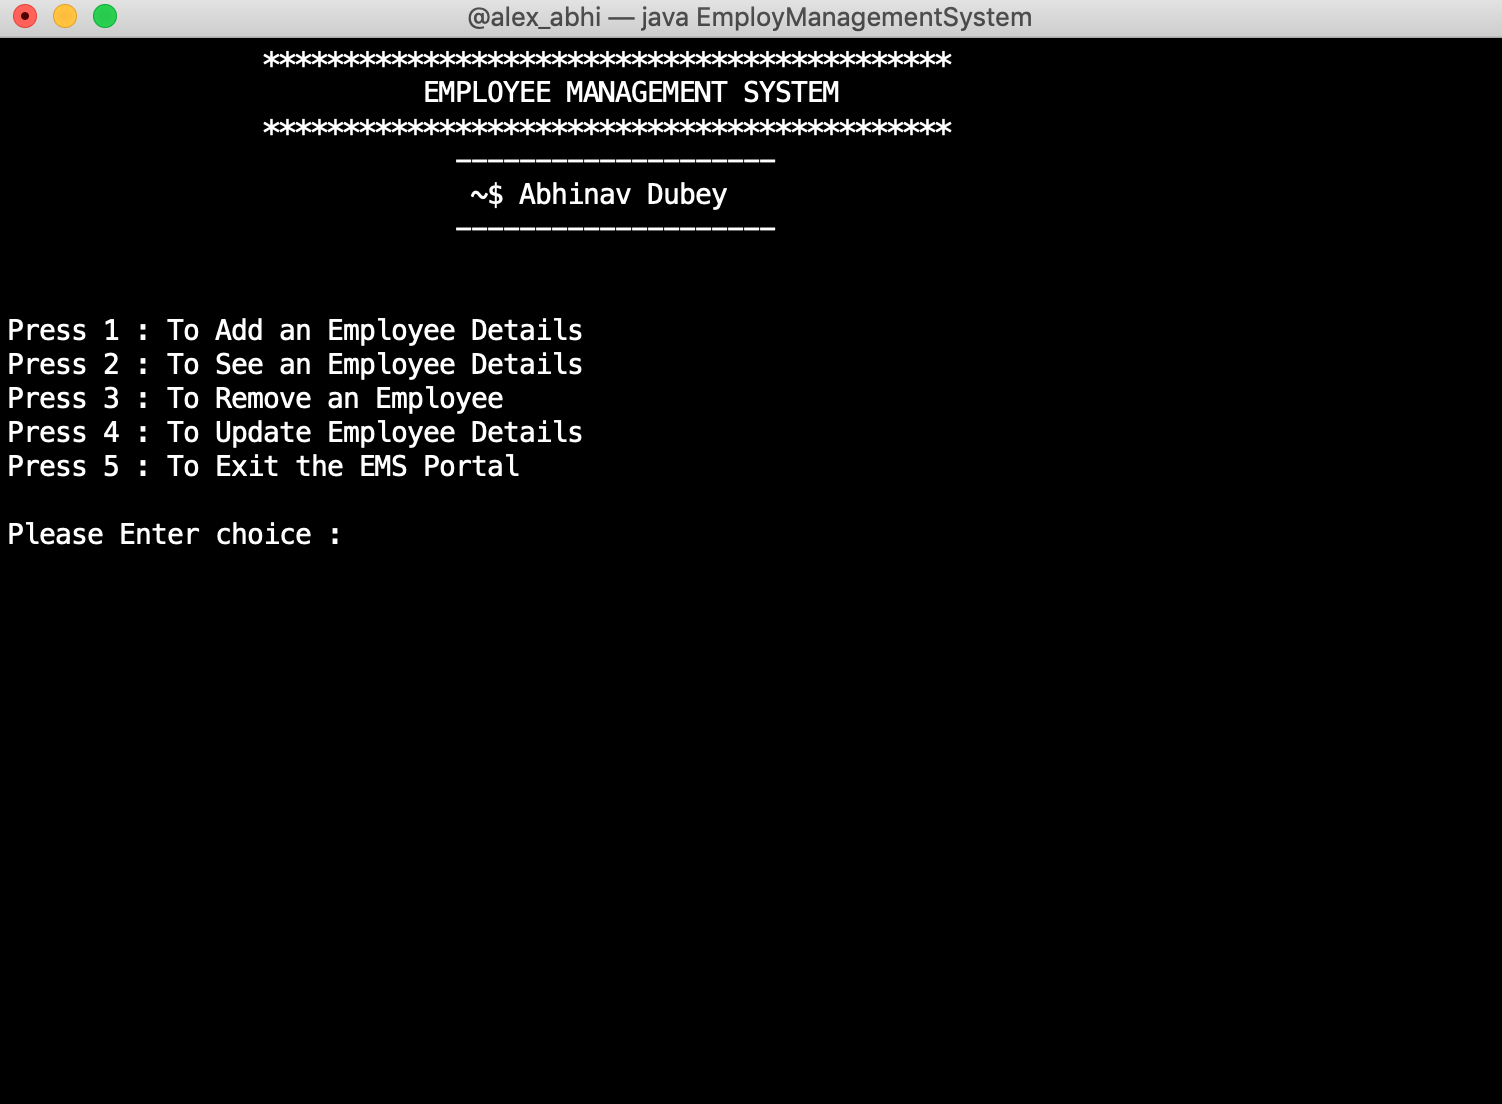 @alex_abhi — java EmployManagementSystem
*******************************************
EMPLOYEE MANAGEMENT SYSTEM
*******************************************
--------------------
~$ Abhinav Dubey
--------------------
Press 1 : To Add an Employee Details
Press 2 : To See an Employee Details
Press 3 : To Remove an Employee
Press 4 : To Update Employee Details
Press 5 : To Exit the EMS Portal
Please Enter choice :